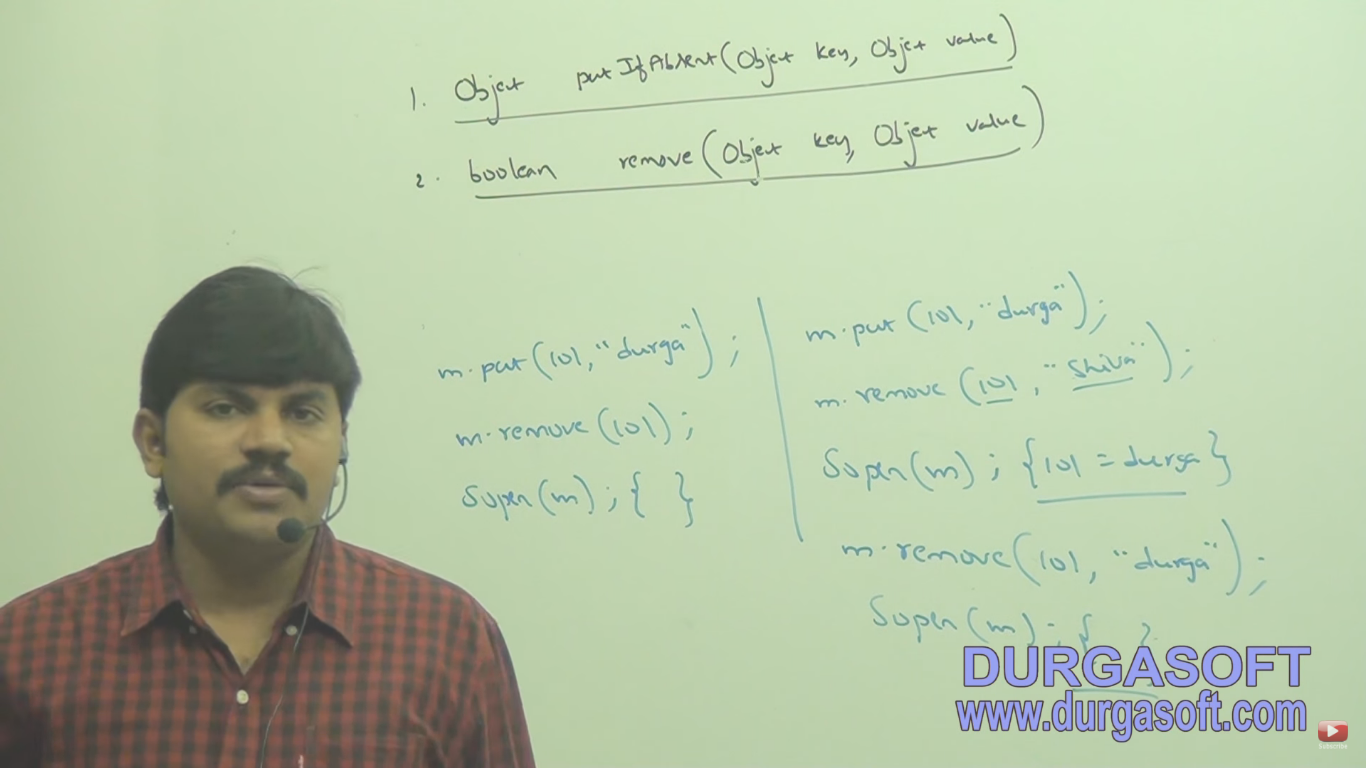 1. Object putIfAbsent(Object key, Object value)
2. boolean remove(Object key, Object value)
m.put(101, "durga");
m.remove(101);
Sopln(m); { }
m.put(101, "durga");
m.remove(101, "shiva");
Sopln(m); {101 = durga}
m.remove(101, "durga");
Sopln(m); { }
DURGASOFT
www.durgasoft.com
Subscribe